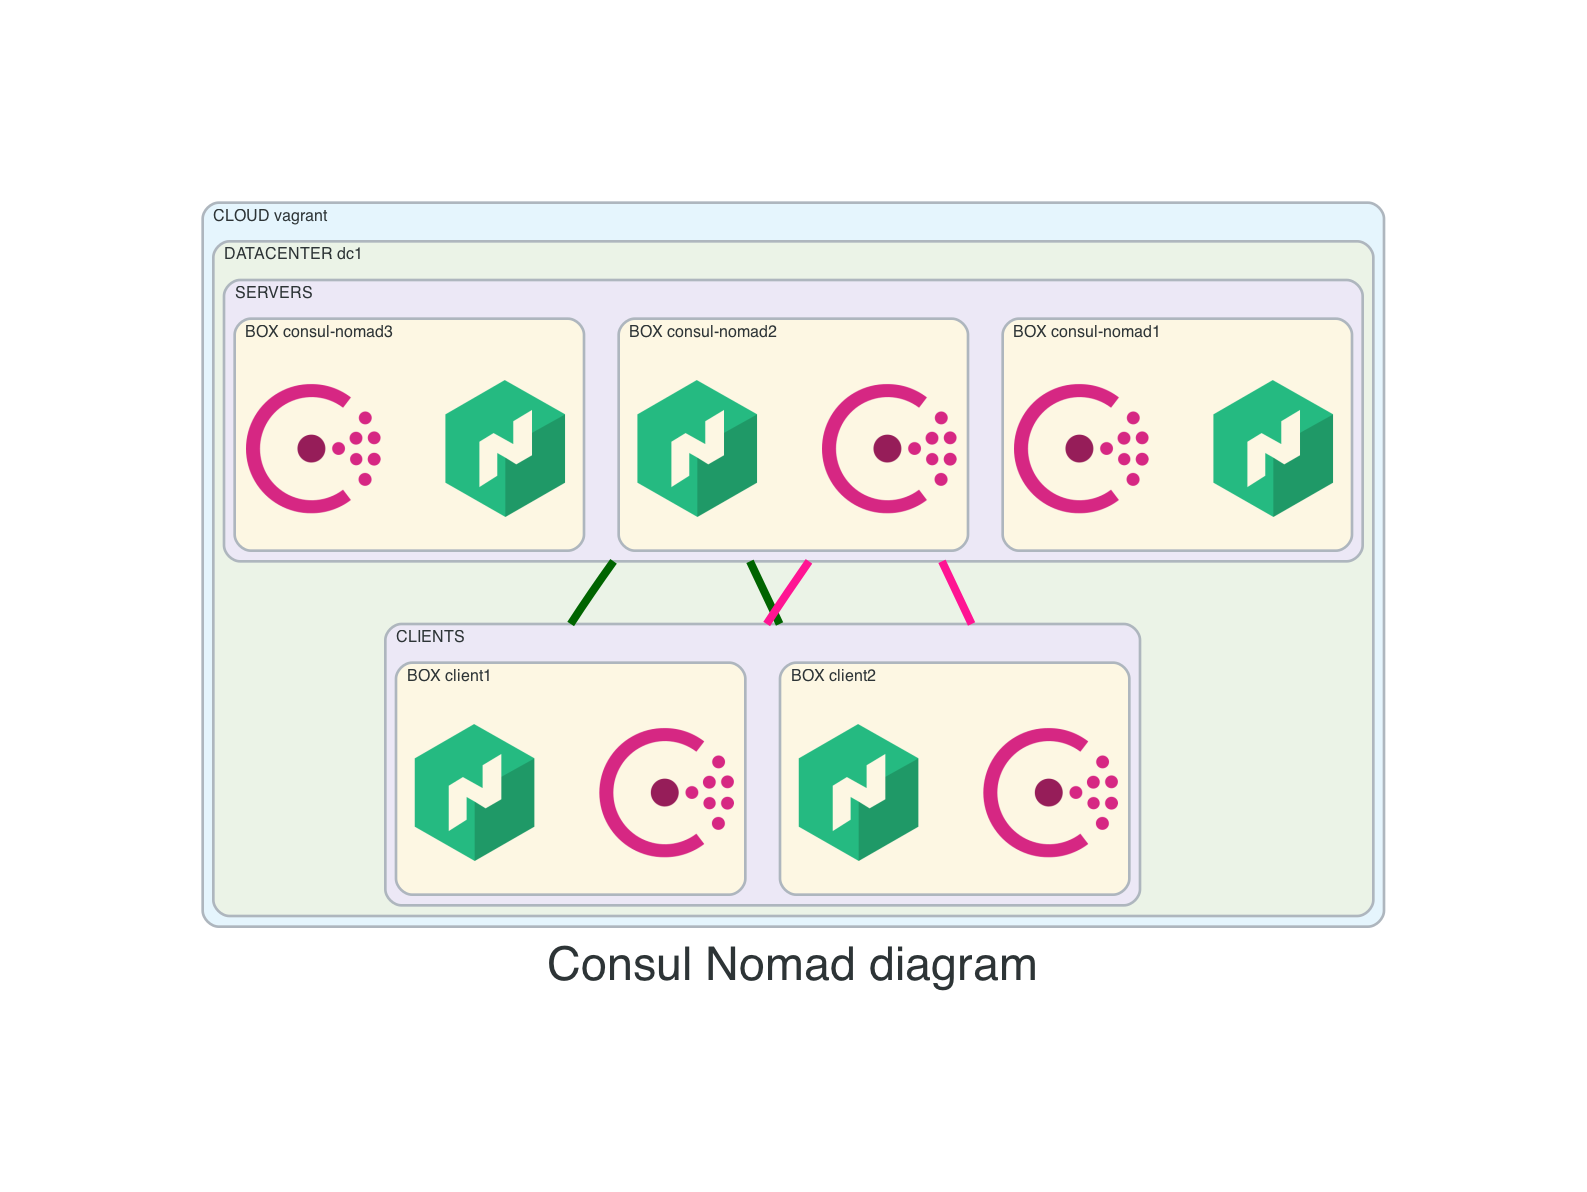 CLOUD vagrant
DATACENTER dc1
SERVERS
BOX consul-nomad3
BOX consul-nomad2
BOX consul-nomad1
CLIENTS
BOX client1
BOX client2
Consul Nomad diagram